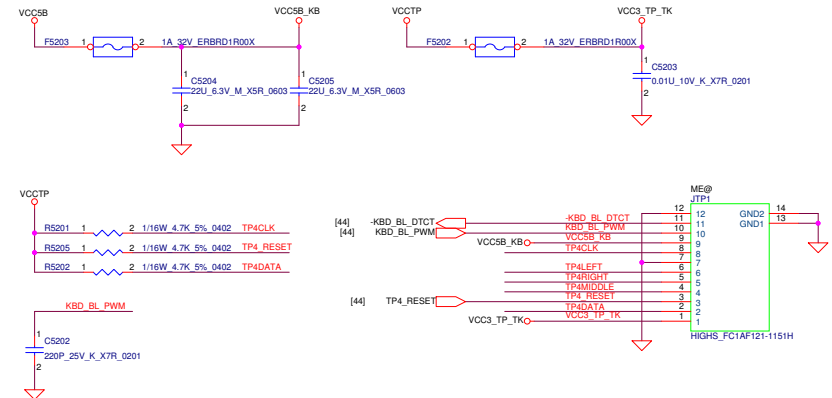 VCC5B
VCC5B_KB
VCCTP
VCC3_TP_TK
F5203 1 2 1A_32V_ERBRD1R00X
F5202 1 2 1A_32V_ERBRD1R00X
1 C5204
22U_6.3V_M_X5R_0603
2
1 C5205
22U_6.3V_M_X5R_0603
2
1 C5203
0.01U_10V_K_X7R_0201
2
VCCTP
R5201 1 2 1/16W_4.7K_5%_0402 TP4CLK
R5205 1 2 1/16W_4.7K_5%_0402 TP4_RESET
R5202 1 2 1/16W_4.7K_5%_0402 TP4DATA
KBD_BL_PWM
1
C5202
220P_25V_K_X7R_0201
2
ME@
JTP1
12 12 GND2 14
[44] -KBD_BL_DTCT -KBD_BL_DTCT 11 11 GND1 13
[44] KBD_BL_PWM KBD_BL_PWM 10 10
VCC5B_KB VCC5B_KB 9 9
TP4CLK 8 8
7 7
TP4LEFT 6 6
TP4RIGHT 5 5
TP4MIDDLE 4 4
[44] TP4_RESET TP4_RESET 3 3
TP4DATA 2 2
VCC3_TP_TK VCC3_TP_TK 1 1
HIGHS_FC1AF121-1151H